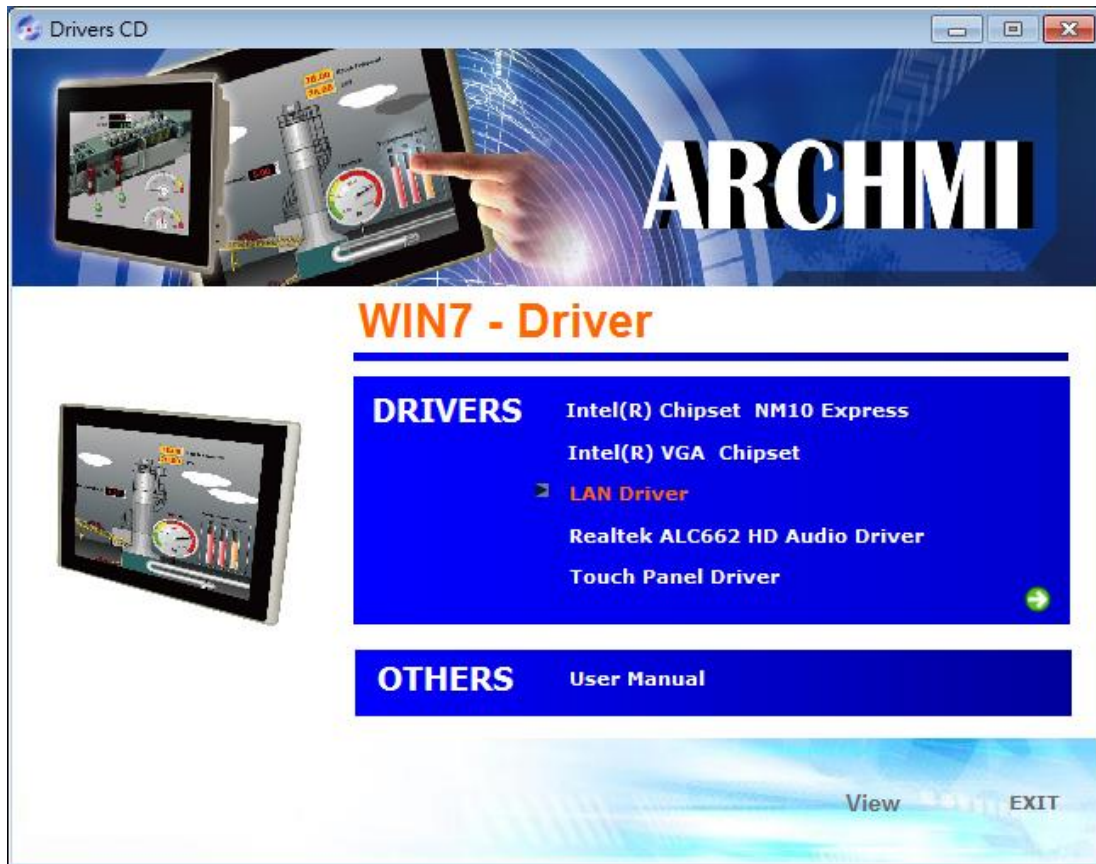 Drivers CD
ARCHMI
WIN7 - Driver
DRIVERS
Intel(R) Chipset  NM10 Express
Intel(R) VGA  Chipset
LAN Driver
Realtek ALC662 HD Audio Driver
Touch Panel Driver
OTHERS
User Manual
View
EXIT